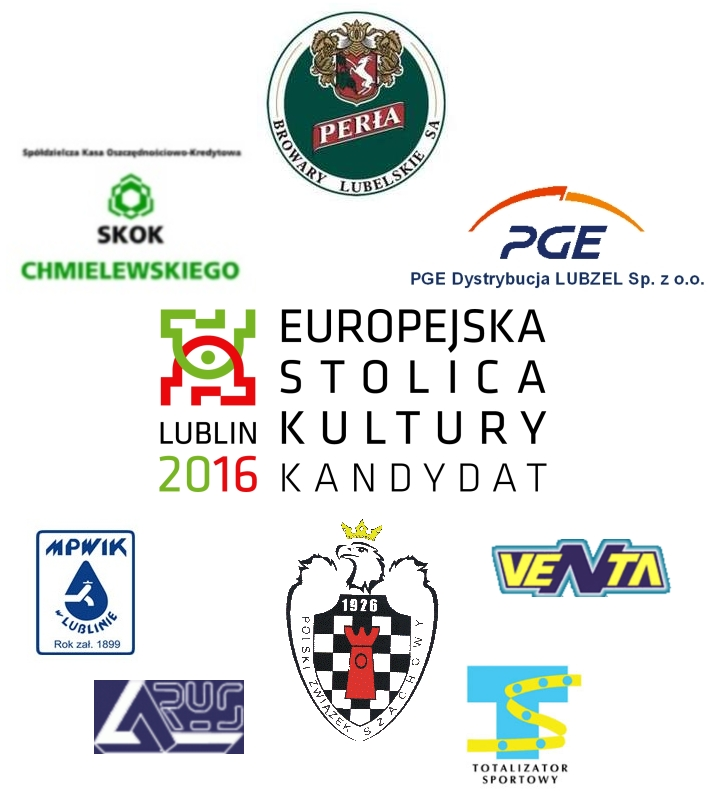 PERŁA
BROWARY LUBELSKIE SA
Spółdzielcza Kasa Oszczędnościowo-Kredytowa
SKOK
CHMIELEWSKIEGO
PGE
PGE Dystrybucja LUBZEL Sp. z o.o.
EUROPEJSKA
STOLICA
KULTURY
KANDYDAT
LUBLIN
2016
MPWIK
w LUBLINIE
Rok zał. 1899
1926
POLSKI ZWIĄZEK SZACHOWY
VENTA
ARUS
TS
TOTALIZATOR
SPORTOWY